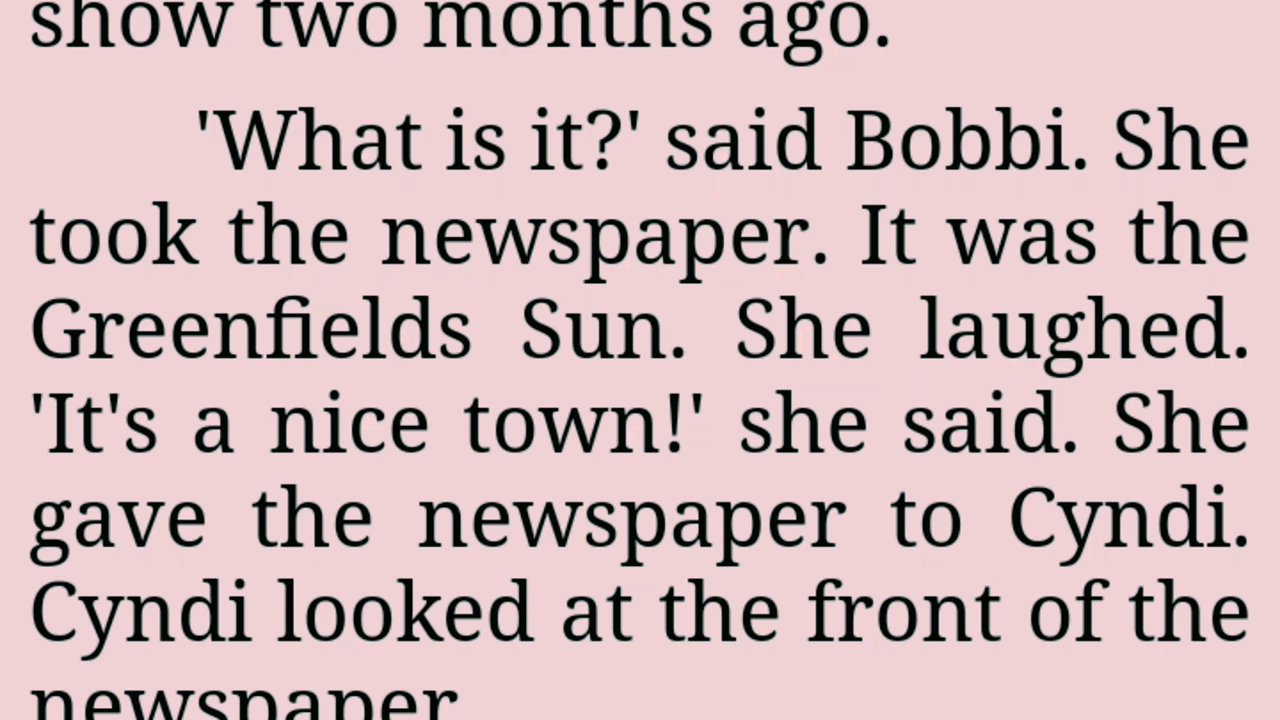 show two months ago.
'What is it?' said Bobbi. She
took the newspaper. It was the
Greenfields Sun. She laughed.
'It's a nice town!' she said. She
gave the newspaper to Cyndi.
Cyndi looked at the front of the
newspaper